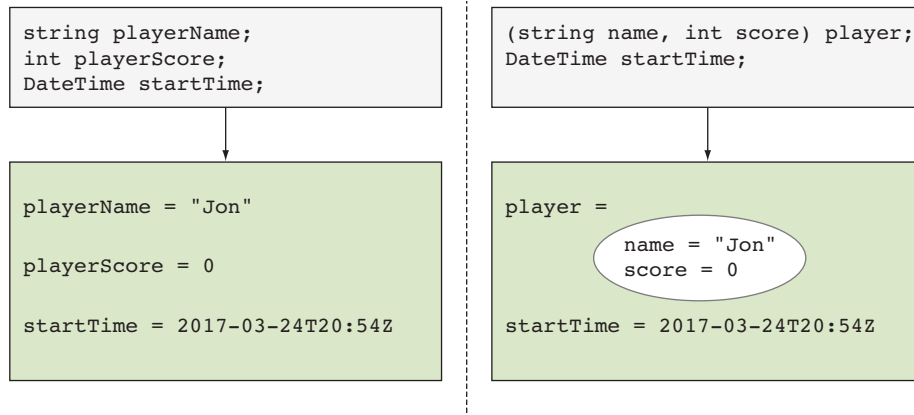 string playerName;
int playerScore;
DateTime startTime;
playerName = "Jon"
playerScore = 0
startTime = 2017-03-24T20:54Z
(string name, int score) player;
DateTime startTime;
player =
name = "Jon"
score = 0
startTime = 2017-03-24T20:54Z